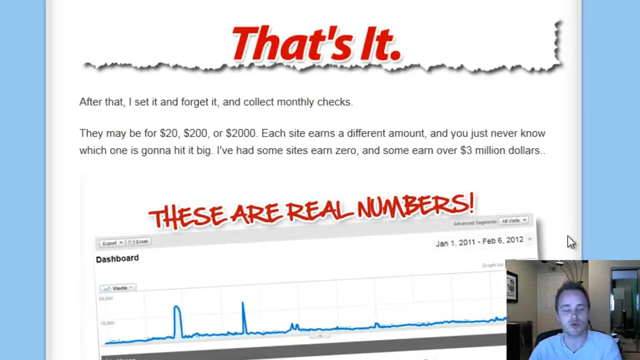 That's It.
After that, I set it and forget it, and collect monthly checks.
They may be for $20, $200, or $2000. Each site earns a different amount, and you just never know
which one is gonna hit it big. I've had some sites earn zero, and some earn over $3 million dollars..
THESE ARE REAL NUMBERS!
Export Email
Advanced Segments: All Visits
Jan 1, 2011 - Feb 6, 2012
Dashboard
Graph by:
Visits